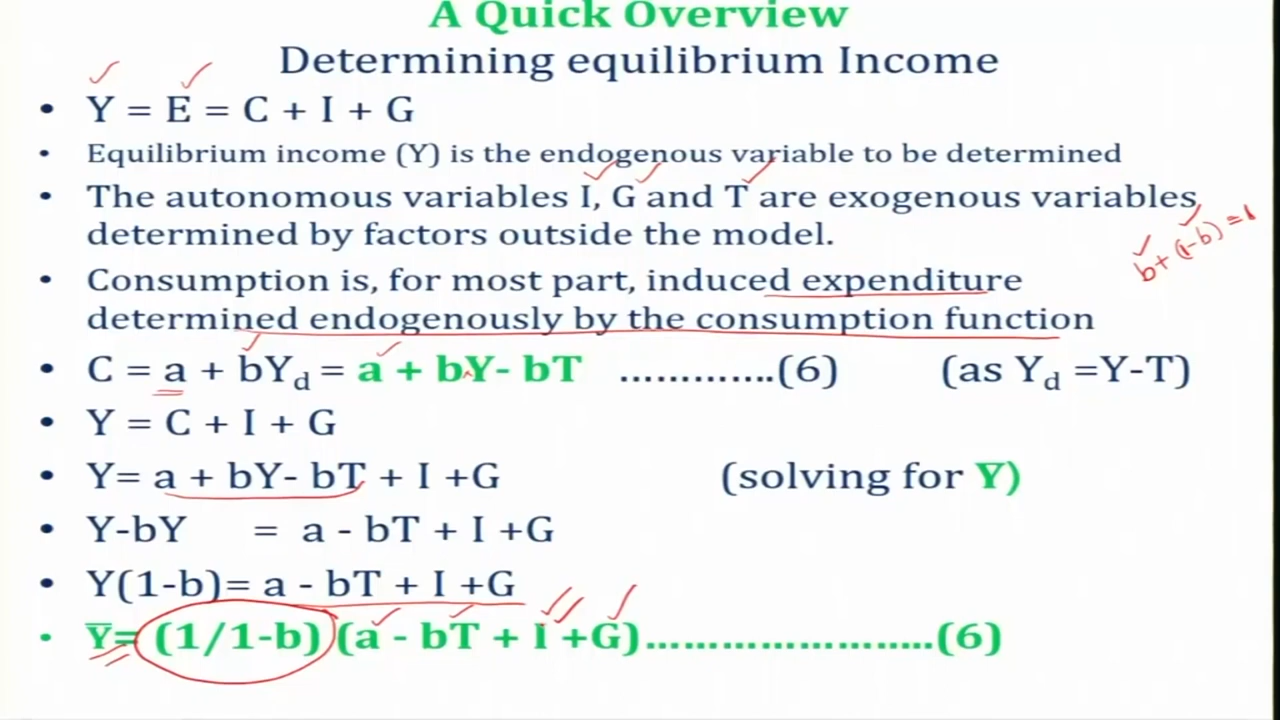 A Quick Overview
Determining equilibrium Income
• Y = E = C + I + G
• Equilibrium income (Y) is the endogenous variable to be determined
• The autonomous variables I, G and T are exogenous variables,
determined by factors outside the model.
b+(1-b)=1
• Consumption is, for most part, induced expenditure
determined endogenously by the consumption function
• C = a + bYd = a + bY- bT ………….(6) (as Yd =Y-T)
• Y = C + I + G
• Y= a + bY- bT + I +G (solving for Y)
• Y-bY = a - bT + I +G
• Y(1-b)= a - bT + I +G
• Y̅= (1/1-b) (a - bT + I +G)…………………..(6)